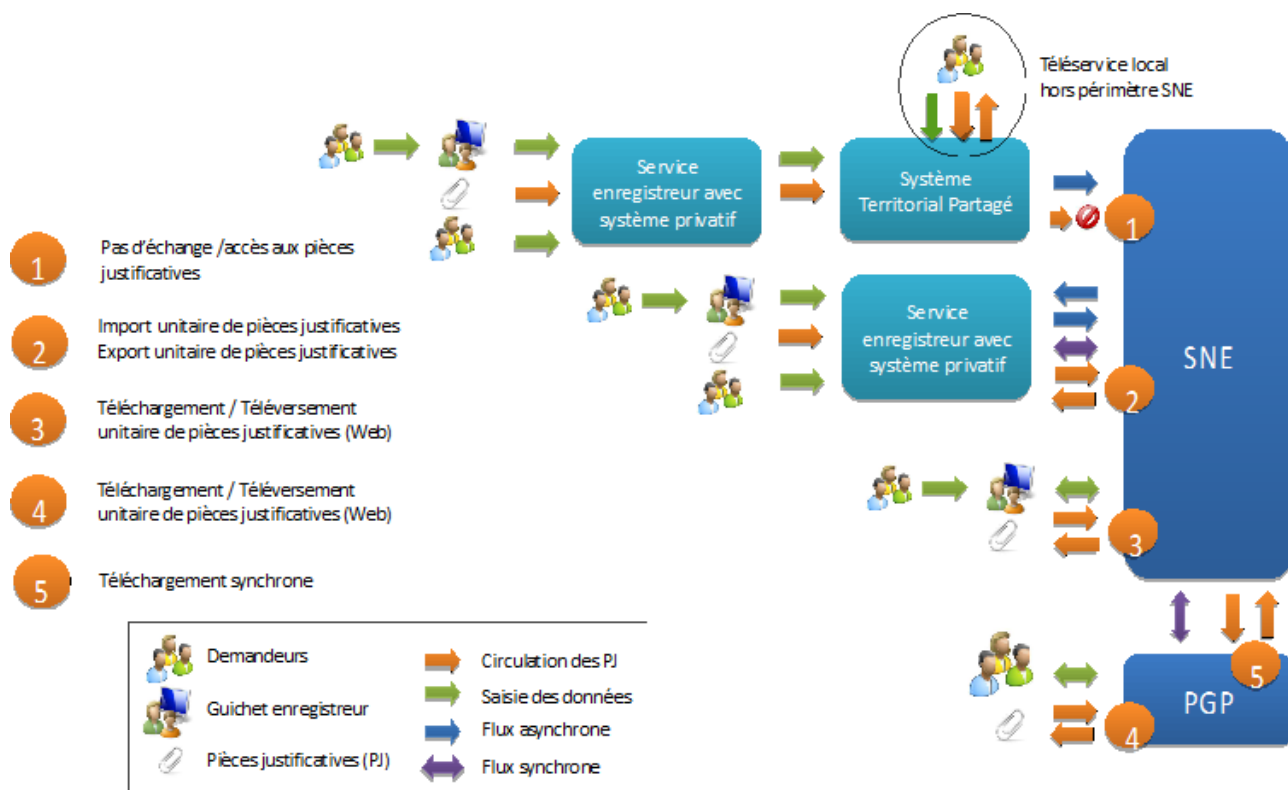 Téléservice local
hors périmètre SNE
Service
enregistreur avec
système privatif
Système
Territorial Partagé
1
Service
enregistreur avec
système privatif
2
SNE
3
5
PGP
4
1
Pas d'échange /accès aux pièces
justificatives
2
Import unitaire de pièces justificatives
Export unitaire de pièces justificatives
3
Téléchargement / Téléversement
unitaire de pièces justificatives (Web)
4
Téléchargement / Téléversement
unitaire de pièces justificatives (Web)
5
Téléchargement synchrone
Demandeurs
Guichet enregistreur
Pièces justificatives (PJ)
Circulation des PJ
Saisie des données
Flux asynchrone
Flux synchrone